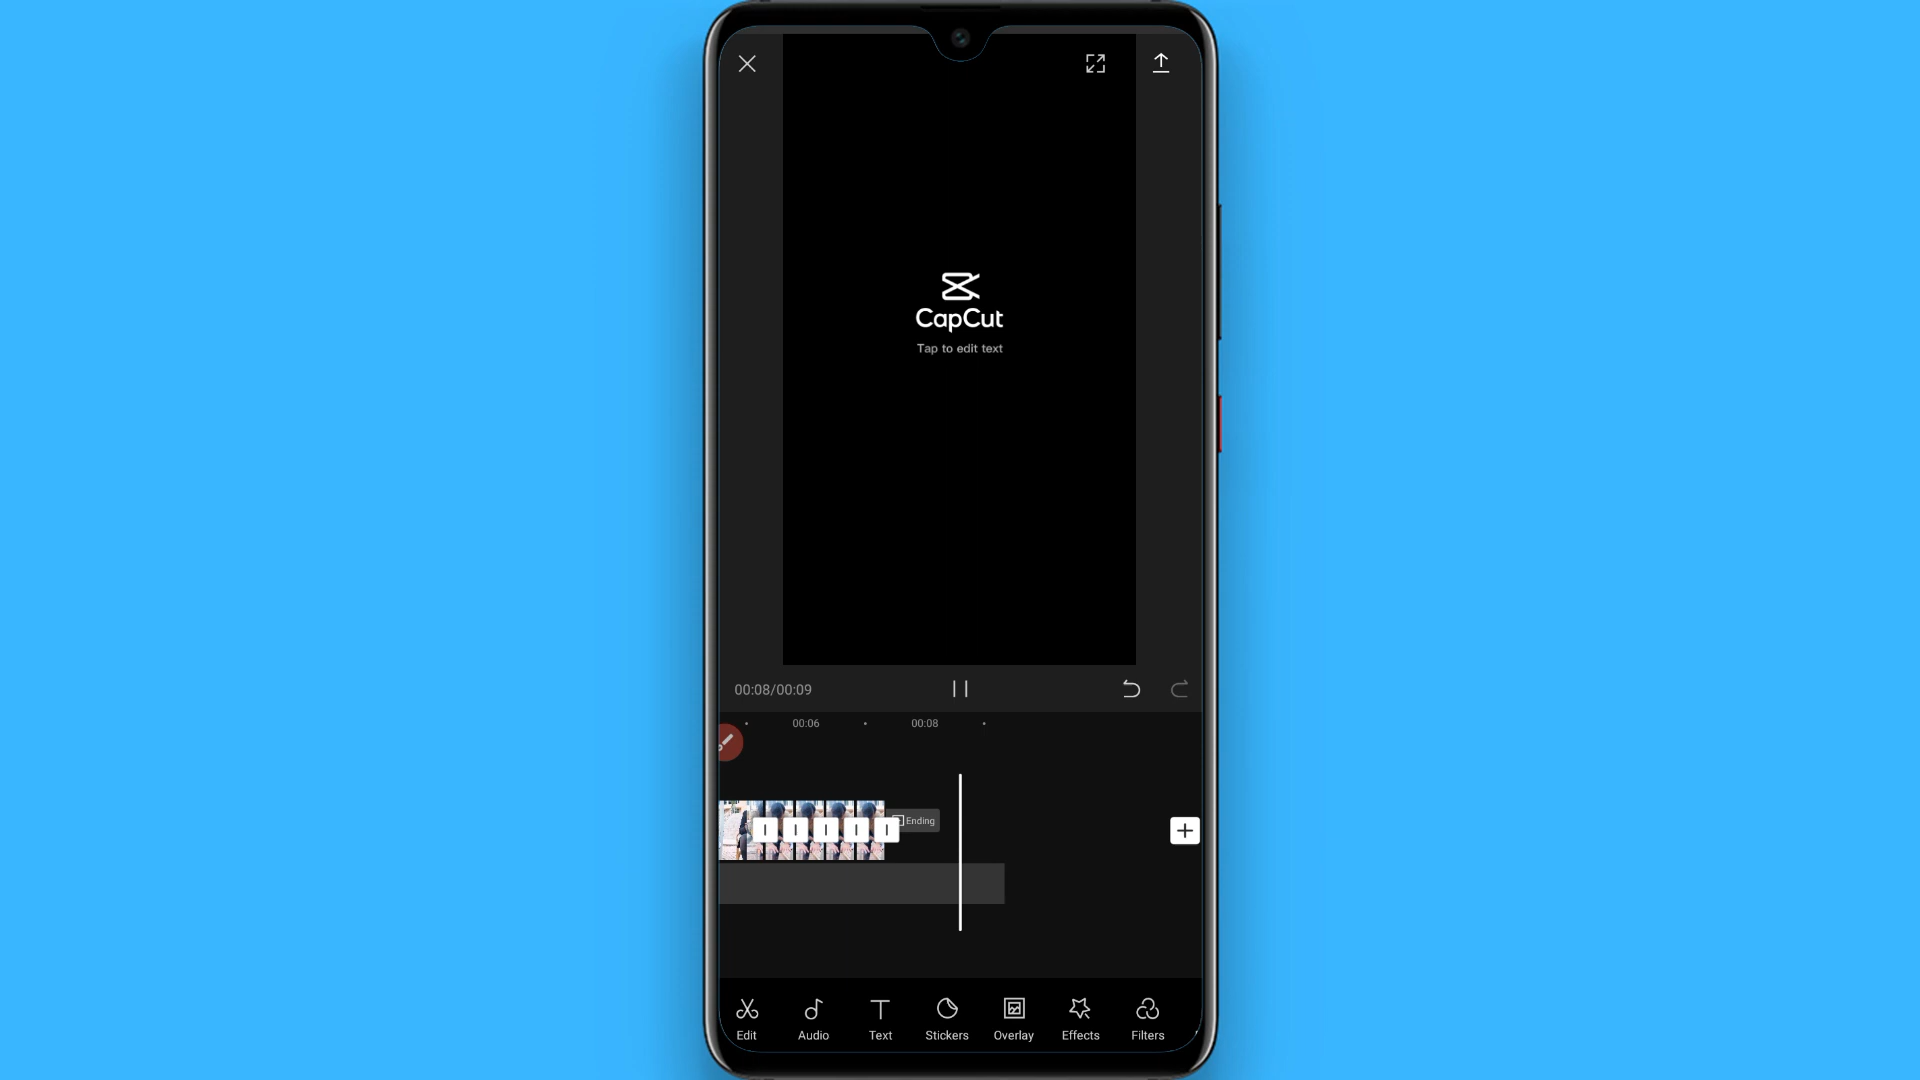 CapCut
Tap to edit text
00:08/00:09
00:06 00:08
Ending
Edit Audio Text Stickers Overlay Effects Filters